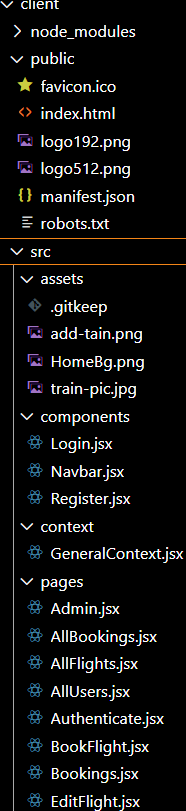 client
node_modules
public
favicon.ico
index.html
logo192.png
logo512.png
manifest.json
robots.txt
src
assets
.gitkeep
add-tain.png
HomeBg.png
train-pic.jpg
components
Login.jsx
Navbar.jsx
Register.jsx
context
GeneralContext.jsx
pages
Admin.jsx
AllBookings.jsx
AllFlights.jsx
AllUsers.jsx
Authenticate.jsx
BookFlight.jsx
Bookings.jsx
EditFlight.jsx